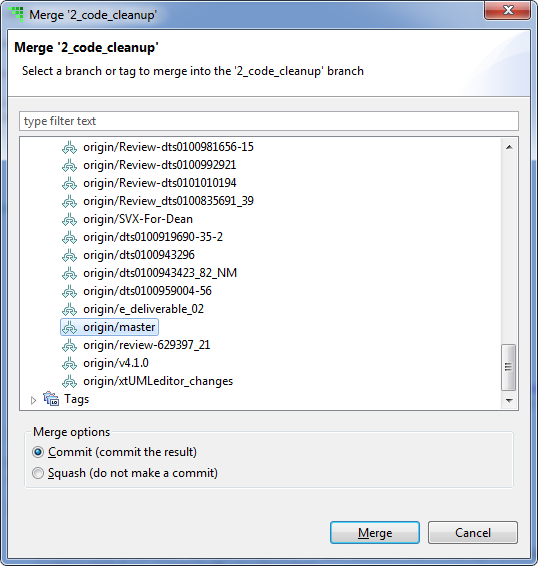 Merge '2_code_cleanup'
Merge '2_code_cleanup'
Select a branch or tag to merge into the '2_code_cleanup' branch
type filter text
origin/Review-dts0100981656-15
origin/Review-dts0100992921
origin/Review_dts0101010194
origin/Review_dts0100835691_39
origin/SVX-For-Dean
origin/dts0100919690-35-2
origin/dts0100943296
origin/dts0100943423_82_NM
origin/dts0100959004-56
origin/e_deliverable_02
origin/master
origin/review-629397_21
origin/v4.1.0
origin/xtUMLeditor_changes
Tags
Merge options
Commit (commit the result)
Squash (do not make a commit)
Merge
Cancel